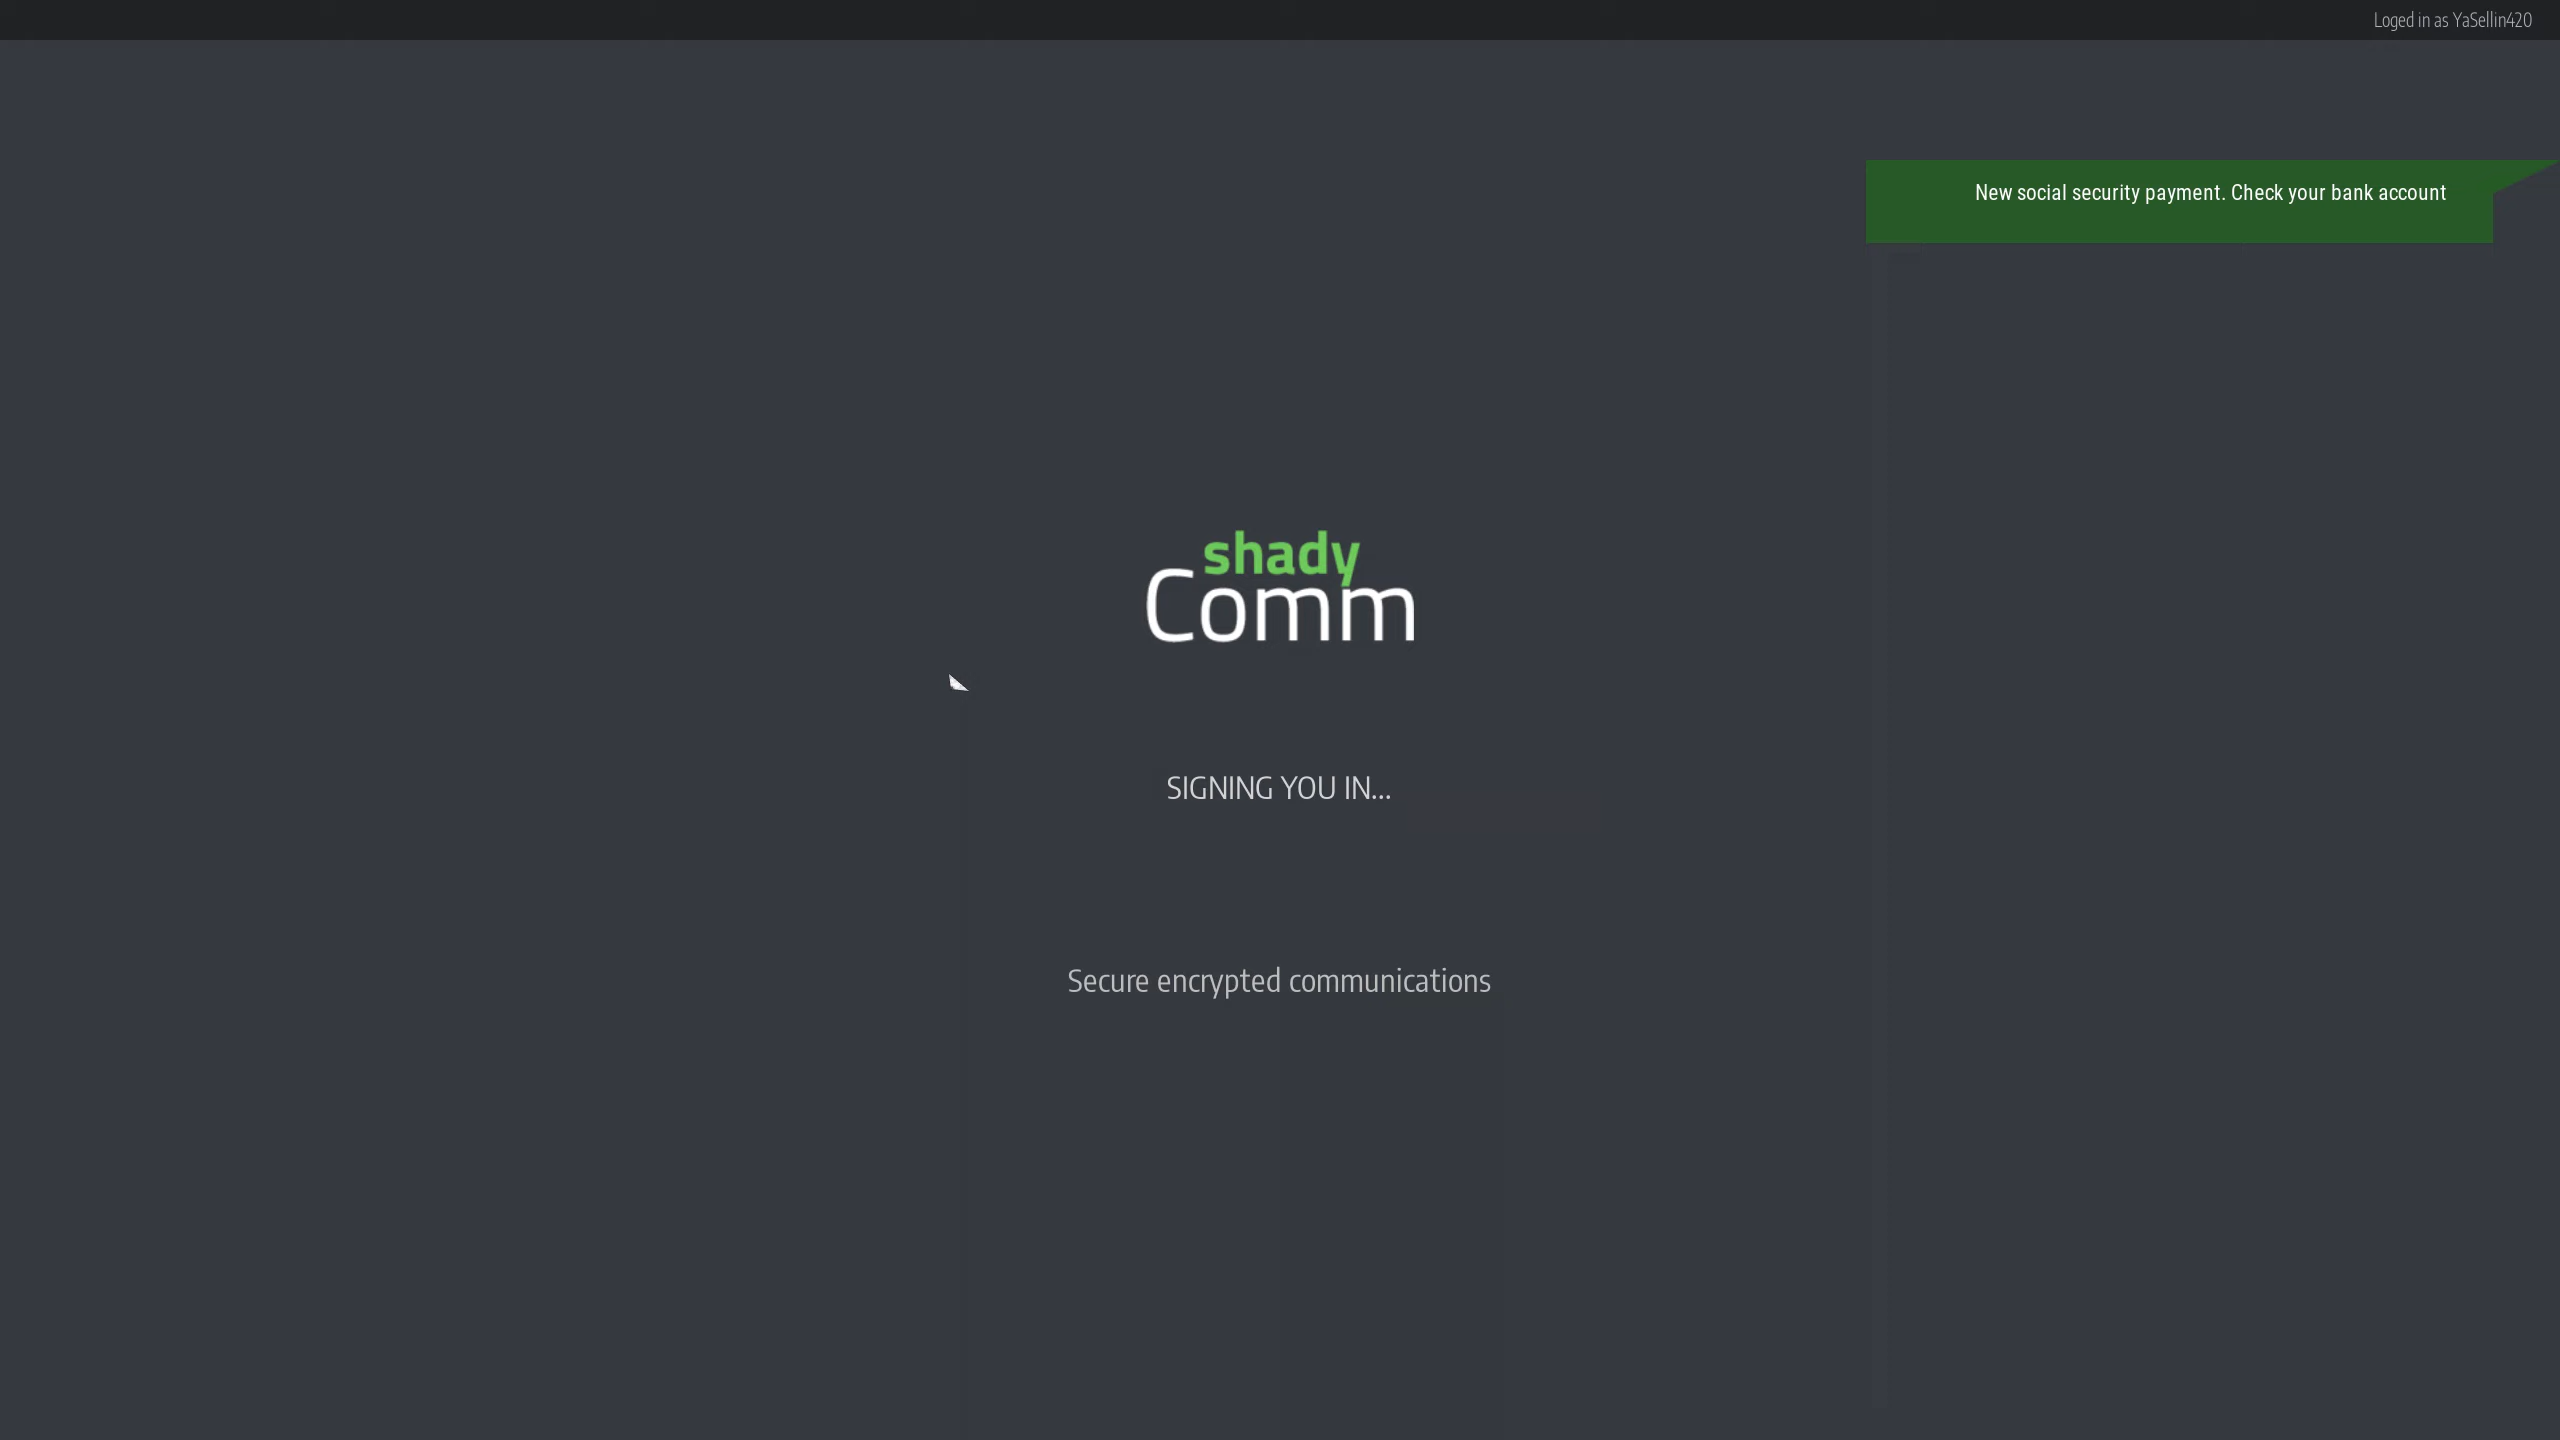 Loged in as YaSellin420
New social security payment. Check your bank account
shady
Comm
SIGNING YOU IN...
Secure encrypted communications